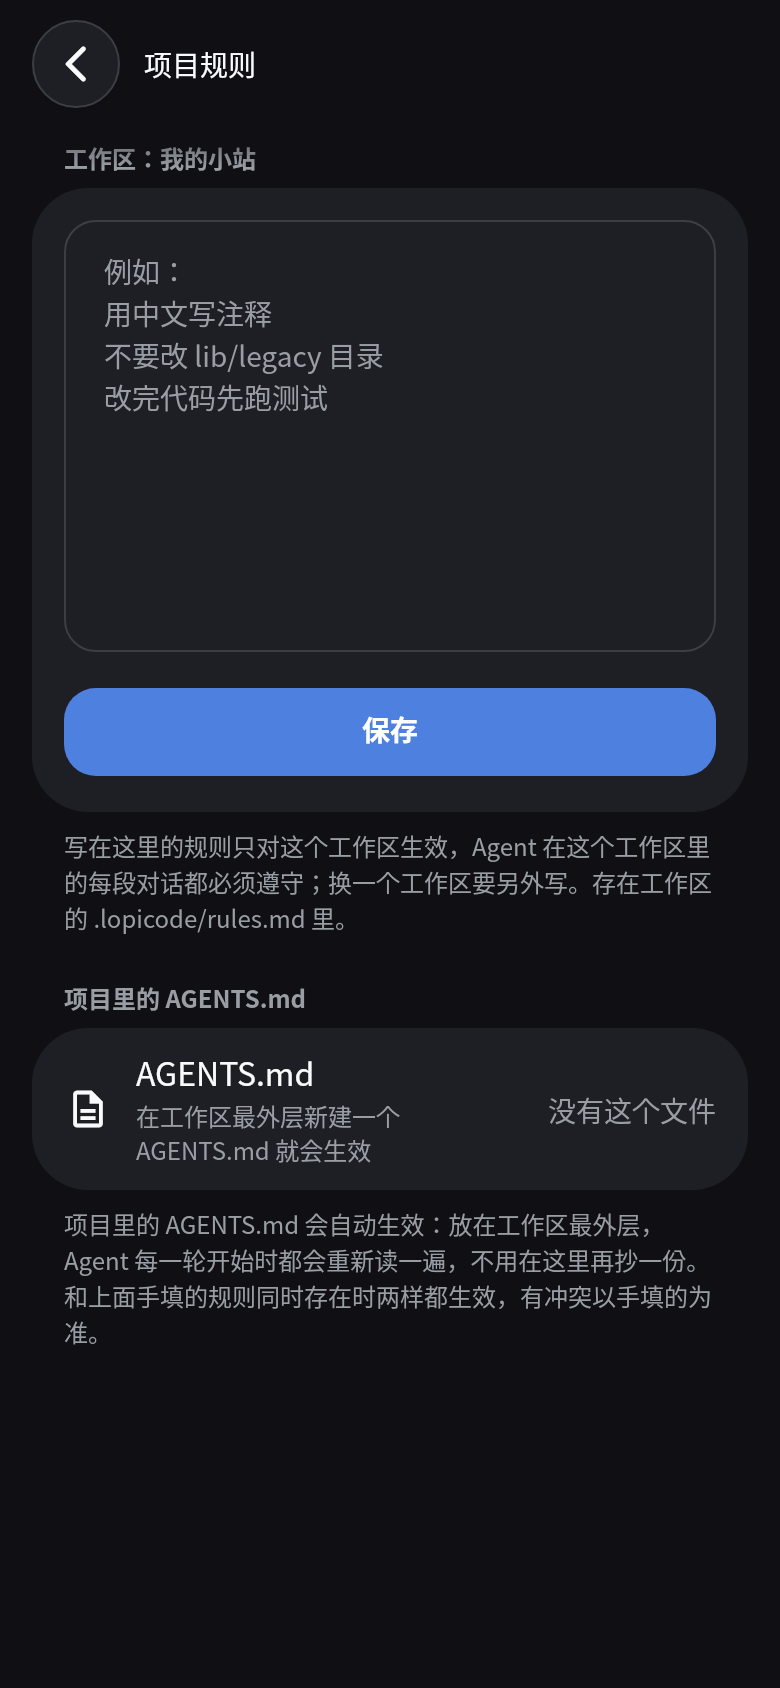 项目规则
工作区：我的小站
例如：
用中文写注释
不要改 lib/legacy 目录
改完代码先跑测试
保存
写在这里的规则只对这个工作区生效，Agent 在这个工作区里
的每段对话都必须遵守；换一个工作区要另外写。存在工作区
的 .lopicode/rules.md 里。
项目里的 AGENTS.md
AGENTS.md
在工作区最外层新建一个
AGENTS.md 就会生效
没有这个文件
项目里的 AGENTS.md 会自动生效：放在工作区最外层，
Agent 每一轮开始时都会重新读一遍，不用在这里再抄一份。
和上面手填的规则同时存在时两样都生效，有冲突以手填的为
准。